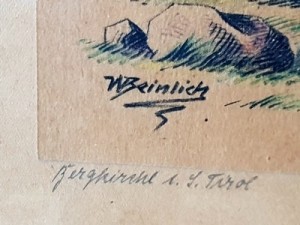 W Beinlich
Bergkirchl i. S. Tirol